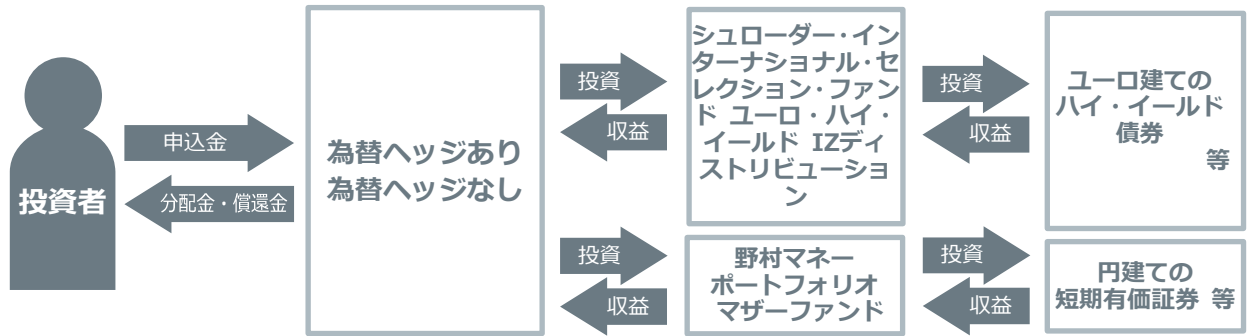 投資者
申込金
分配金・償還金
為替ヘッジあり
為替ヘッジなし
投資
収益
シュローダー・イン
ターナショナル・セ
レクション・ファン
ド ユーロ・ハイ・
イールド IZディ
ストリビューショ
ン
投資
収益
ユーロ建ての
ハイ・イールド
債券
等
投資
収益
野村マネー
ポートフォリオ
マザーファンド
投資
収益
円建ての
短期有価証券 等